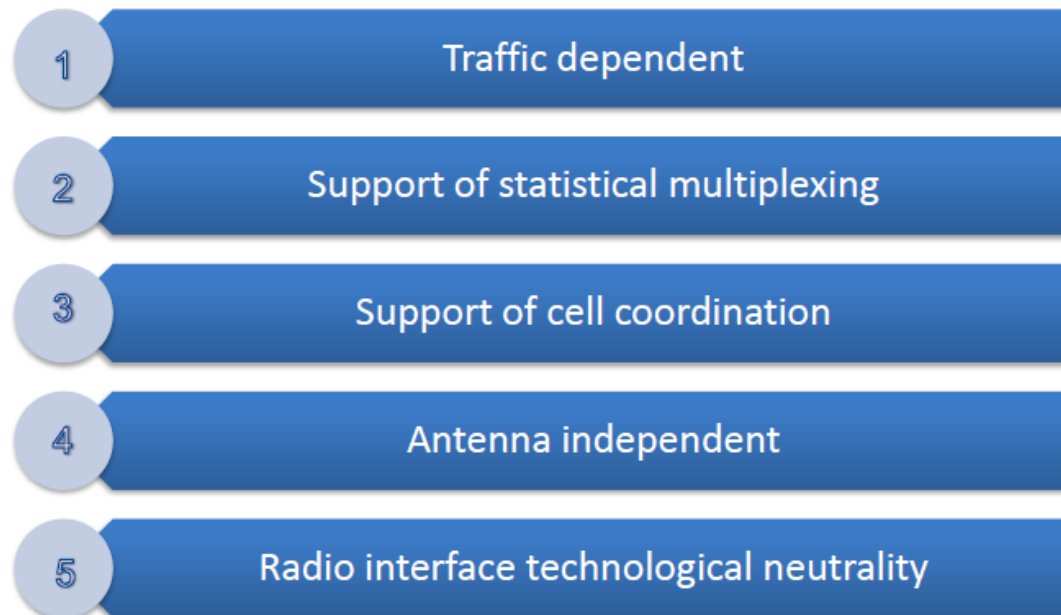 1 Traffic dependent
2 Support of statistical multiplexing
3 Support of cell coordination
4 Antenna independent
5 Radio interface technological neutrality